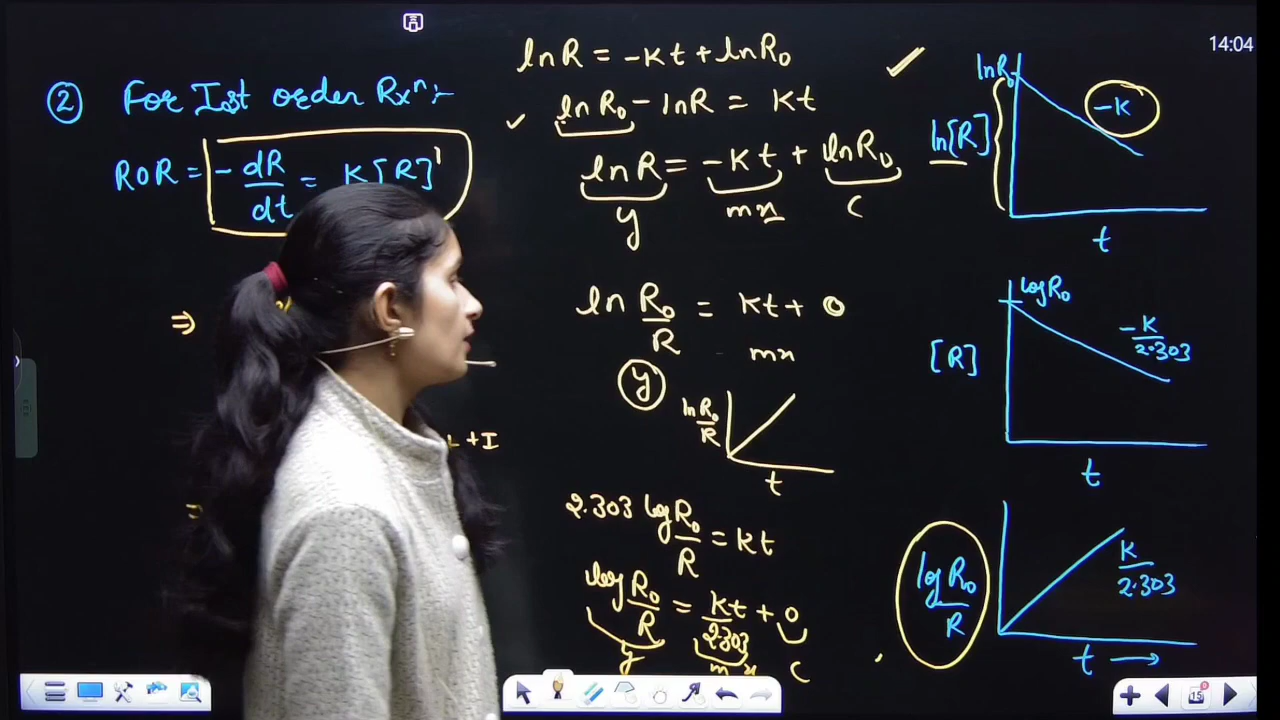 14:04
② For Ist order Rxⁿ:-
ROR = -dR/dt = K[R]¹
⇒
+ I
lnR = -Kt + lnR₀
lnR₀ - lnR = Kt
lnR = -Kt + lnR₀
y mx c
ln R₀/R = Kt + 0
y mx
ln R₀/R
t
2.303 log R₀/R = Kt
log R₀/R = Kt/2.303 + 0
y mx c
lnR₀
ln[R] -K
t
logR₀
[R] -K/2.303
t
log R₀/R K/2.303
t →
15